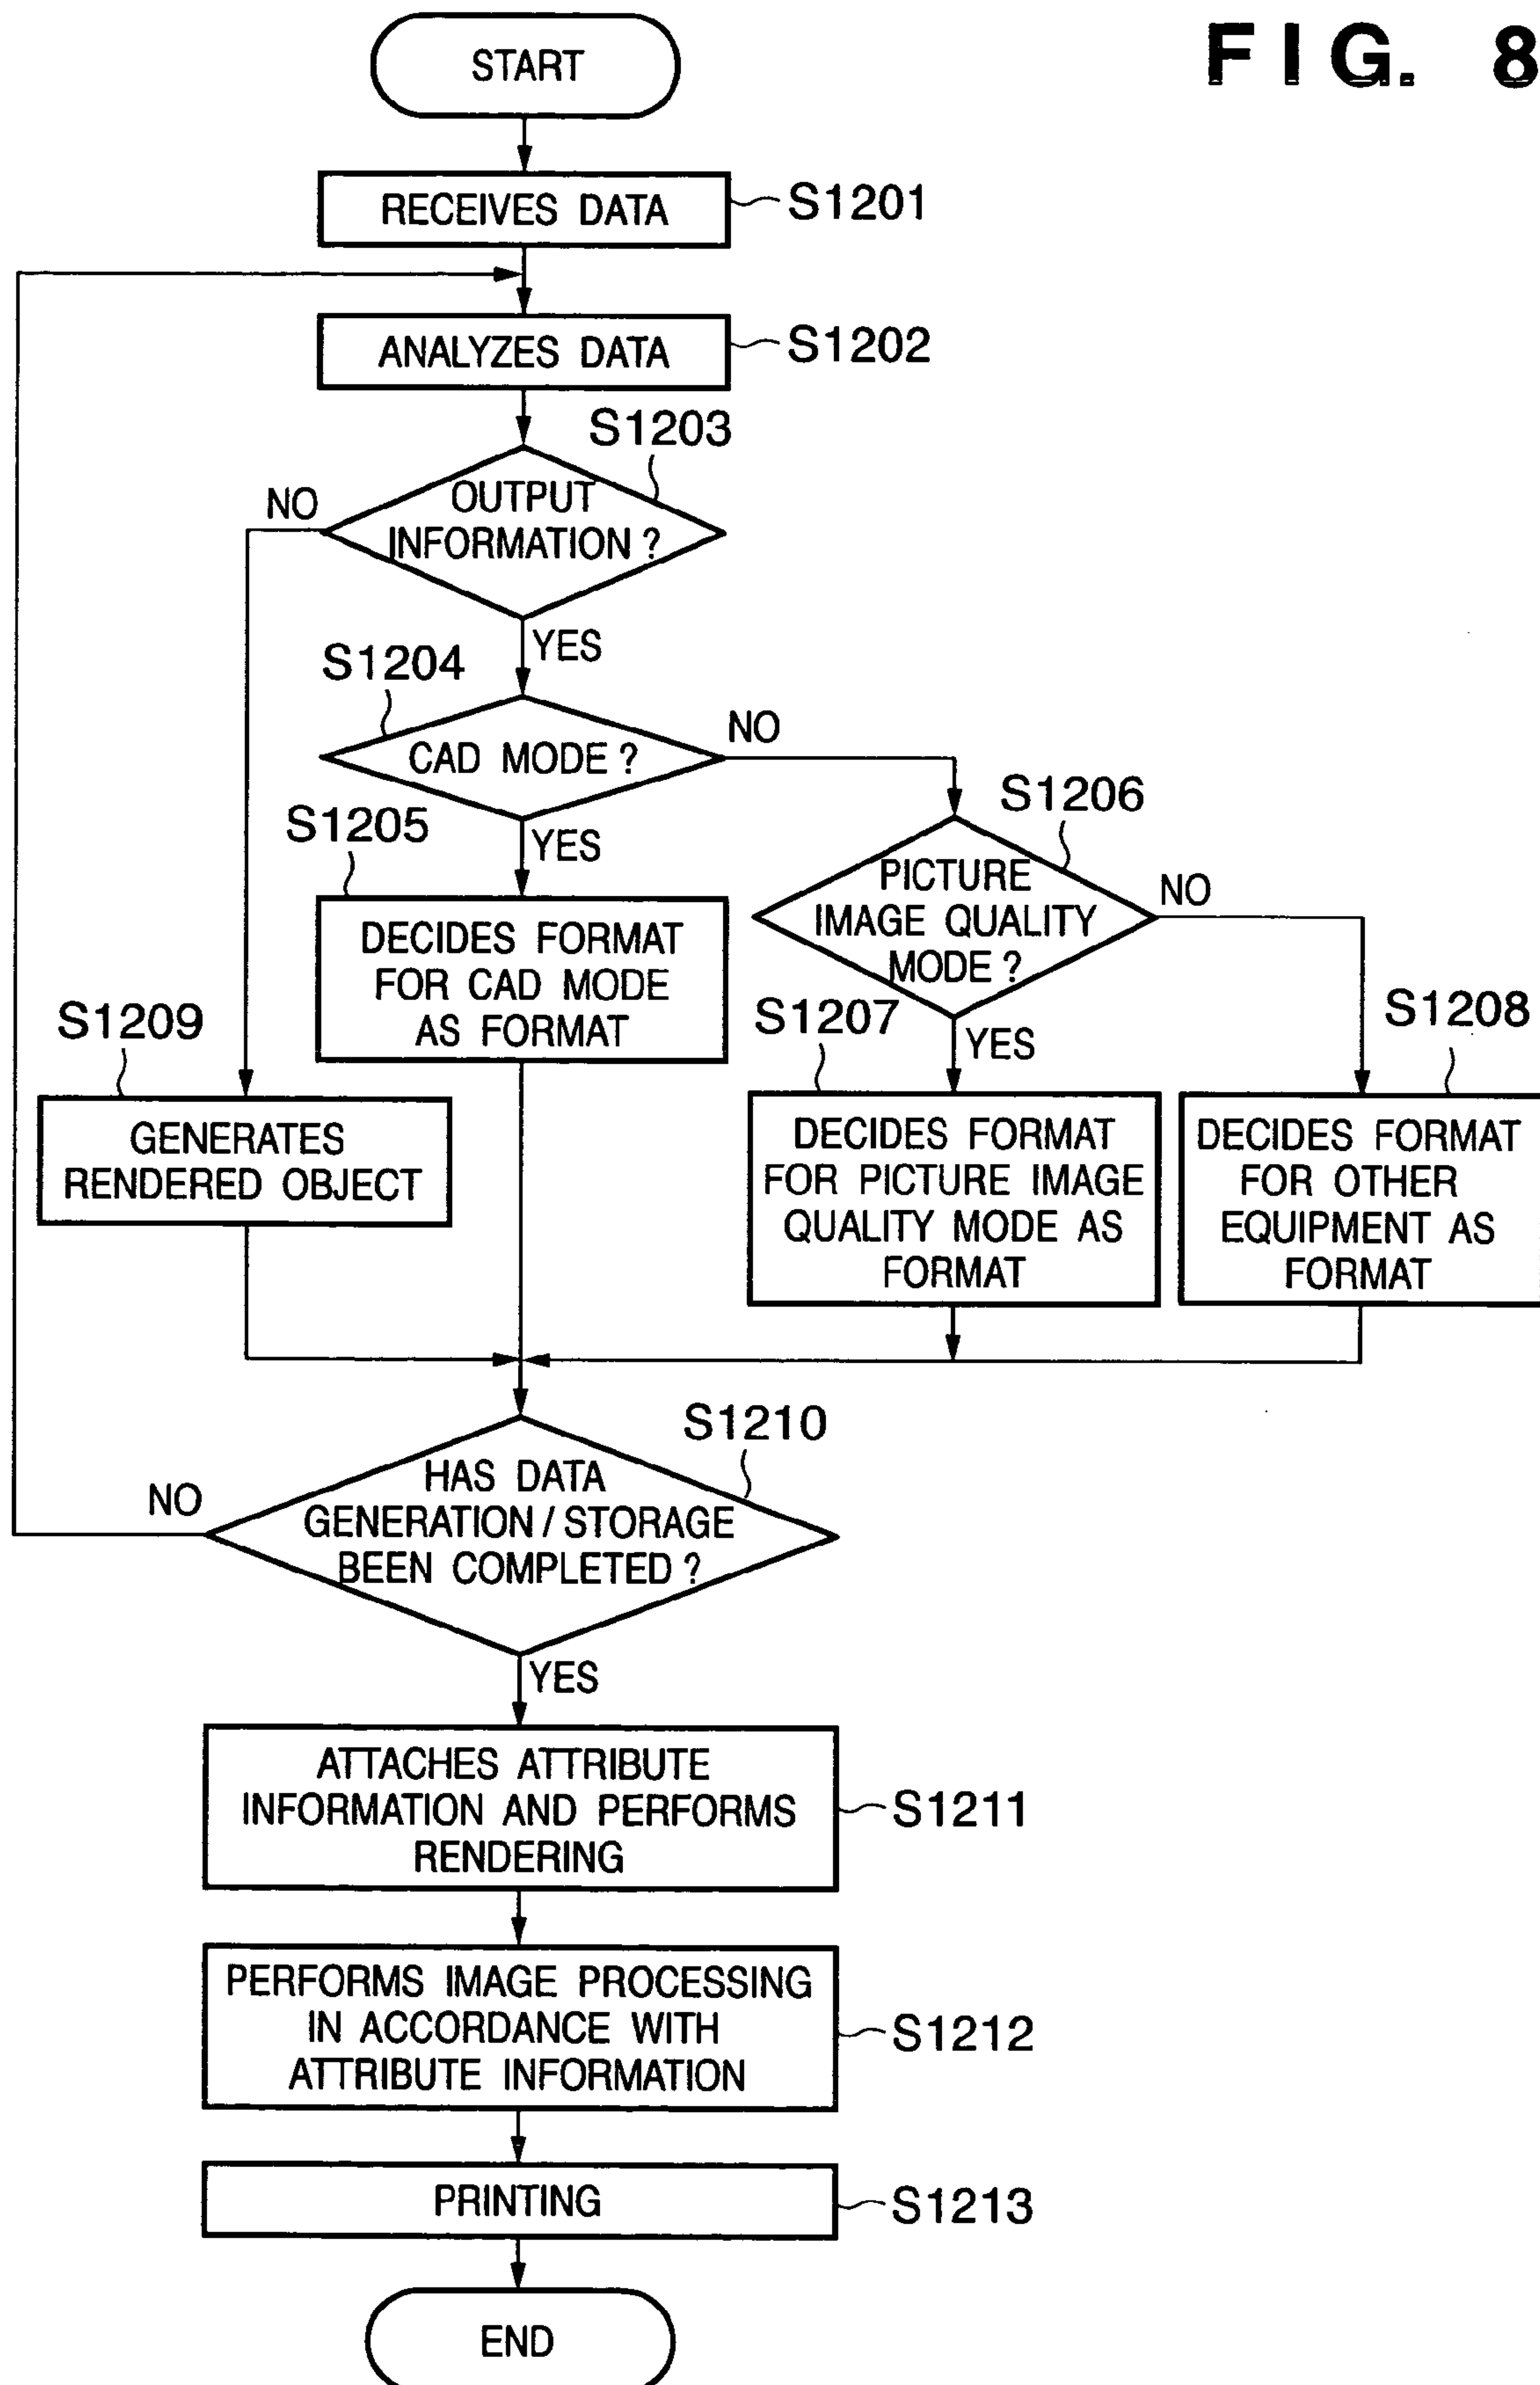 FIG. 8
START
RECEIVES DATA
S1201
ANALYZES DATA
S1202
S1203
OUTPUT
INFORMATION ?
NO
YES
S1204
CAD MODE ?
NO
YES
S1205
DECIDES FORMAT
FOR CAD MODE
AS FORMAT
S1206
PICTURE
IMAGE QUALITY
MODE ?
NO
YES
S1207
DECIDES FORMAT
FOR PICTURE IMAGE
QUALITY MODE AS
FORMAT
S1208
DECIDES FORMAT
FOR OTHER
EQUIPMENT AS
FORMAT
S1209
GENERATES
RENDERED OBJECT
S1210
HAS DATA
GENERATION / STORAGE
BEEN COMPLETED ?
NO
YES
ATTACHES ATTRIBUTE
INFORMATION AND PERFORMS
RENDERING
S1211
PERFORMS IMAGE PROCESSING
IN ACCORDANCE WITH
ATTRIBUTE INFORMATION
S1212
PRINTING
S1213
END